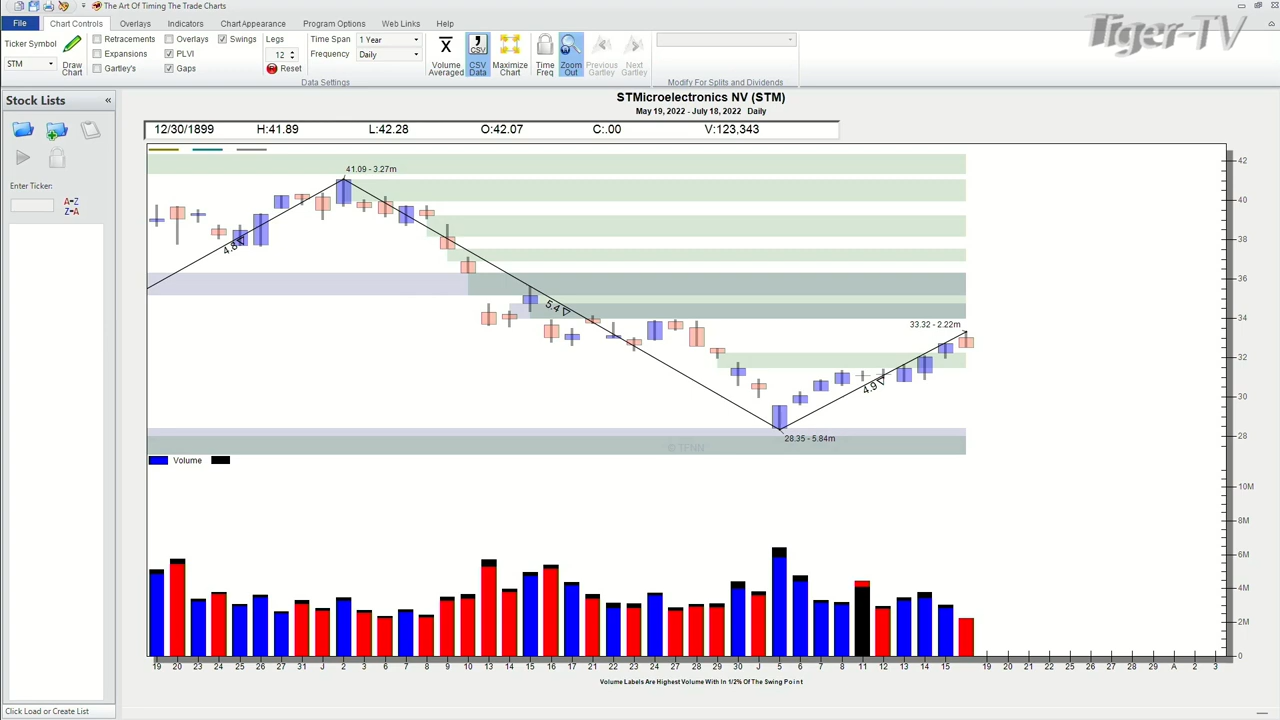 The Art Of Timing The Trade Charts
File Chart Controls Overlays Indicators Chart Appearance Program Options Web Links Help
Tiger-TV
Ticker Symbol
STM
Draw Chart
Retracements Overlays Swings
Expansions PLVI
Gartley's Gaps
Legs
12
Reset
Time Span 1 Year
Frequency Daily
Data Settings
Volume Averaged
CSV
CSV Data
Maximize Chart
Time Freq
Zoom Out
Previous Gartley
Next Gartley
Modify For Splits and Dividends
Stock Lists «
Enter Ticker:
A-Z
Z-A
STMicroelectronics NV (STM)
May 19, 2022 - July 18, 2022 Daily
12/30/1899 H:41.89 L:42.28 O:42.07 C:.00 V:123,343
41.09 - 3.27m
4.8
5.4
33.32 - 2.22m
4.9
28.35 - 5.84m
© TFNN
42
40
38
36
34
32
30
28
Volume
10M
8M
6M
4M
2M
0
19 20 23 24 25 26 27 31 J 2 3 6 7 8 9 10 13 14 15 16 17 21 22 23 24 27 28 29 30 J 5 6 7 8 11 12 13 14 15 19 20 21 22 25 26 27 28 29 A 2 3
Volume Labels Are Highest Volume With In 1/2% Of The Swing Point
Click Load or Create List